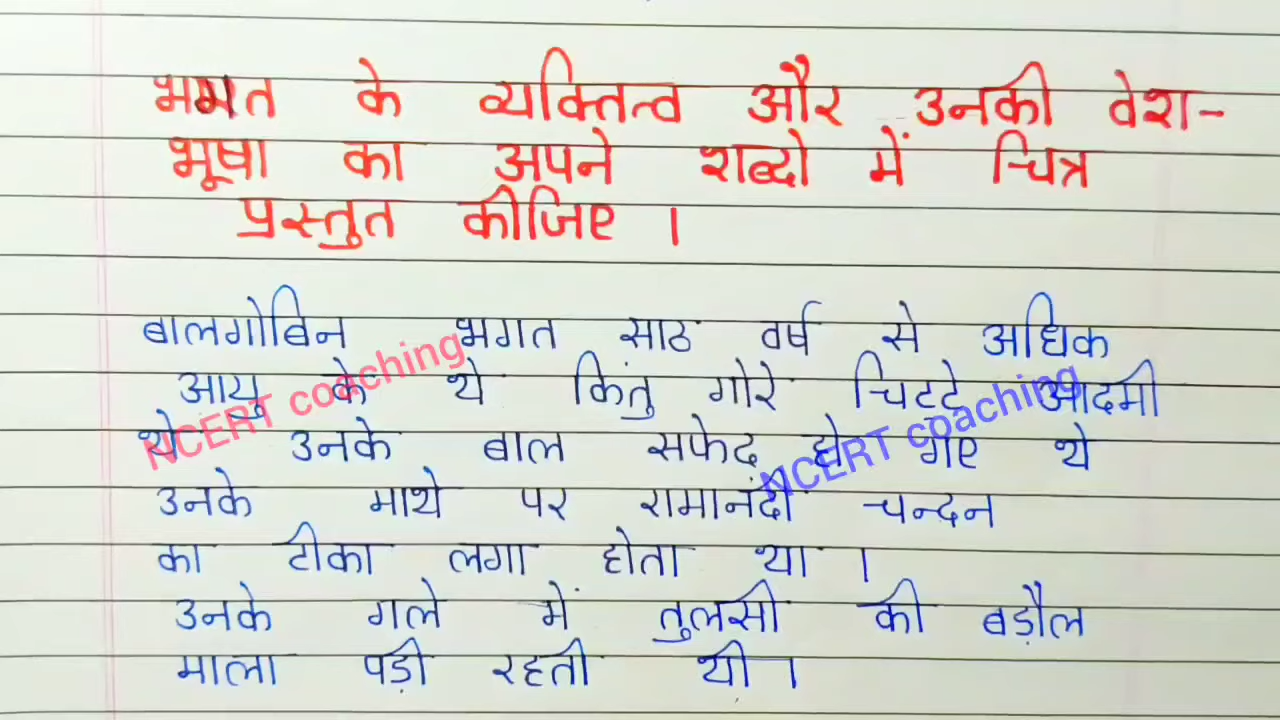 भगत के व्यक्तित्व और उनकी वेश-
भूषा का अपने शब्दो में चित्र
प्रस्तुत कीजिए ।
बालगोबिन भगत साठ वर्ष से अधिक
आयु के थे किंतु गोरे चिटटे आदमी
थे उनके बाल सफेद हो गए थे
उनके माथे पर रामानंदी चन्दन
का टीका लगा होता था ।
उनके गले में तुलसी की बड़ौल
माला पड़ी रहती थी ।
NCERT coaching
NCERT coaching